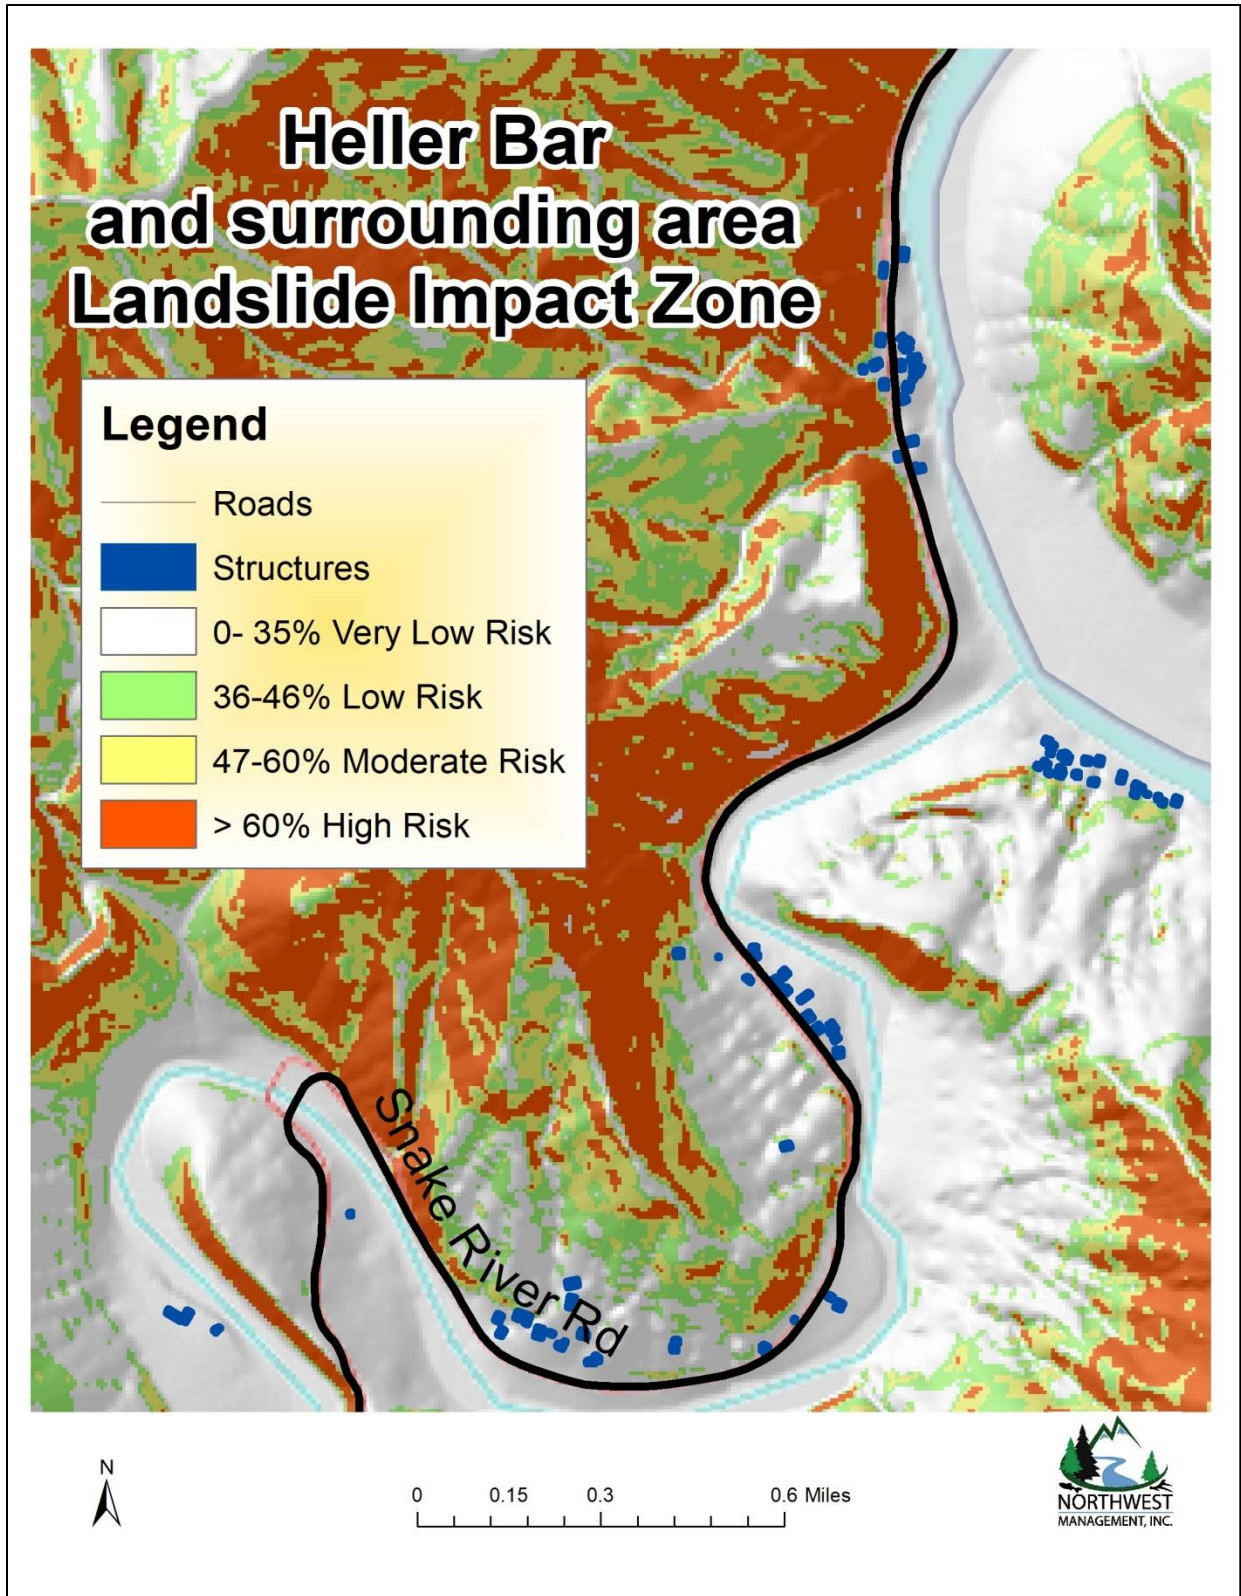 Heller Bar
and surrounding area
Landslide Impact Zone
Legend
Roads
Structures
0- 35% Very Low Risk
36-46% Low Risk
47-60% Moderate Risk
> 60% High Risk
Snake River Rd
N
0 0.15 0.3 0.6 Miles
NORTHWEST
MANAGEMENT, INC.